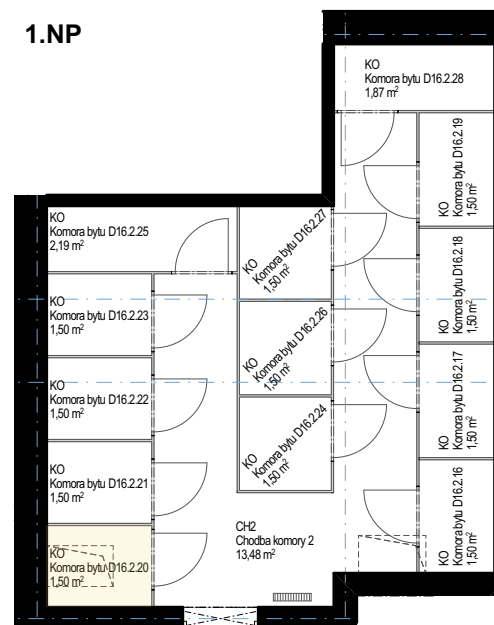 1.NP
KO
Komora bytu D16.2.28
1,87 m²
KO
Komora bytu D16.2.19
1,50 m²
KO
Komora bytu D16.2.25
2,19 m²
KO
Komora bytu D16.2.27
1,50 m²
KO
Komora bytu D16.2.18
1,50 m²
KO
Komora bytu D16.2.23
1,50 m²
KO
Komora bytu D16.2.26
1,50 m²
KO
Komora bytu D16.2.17
1,50 m²
KO
Komora bytu D16.2.22
1,50 m²
KO
Komora bytu D16.2.24
1,50 m²
KO
Komora bytu D16.2.21
1,50 m²
KO
Komora bytu D16.2.16
1,50 m²
KO
Komora bytu D16.2.20
1,50 m²
CH2
Chodba komory 2
13,48 m²